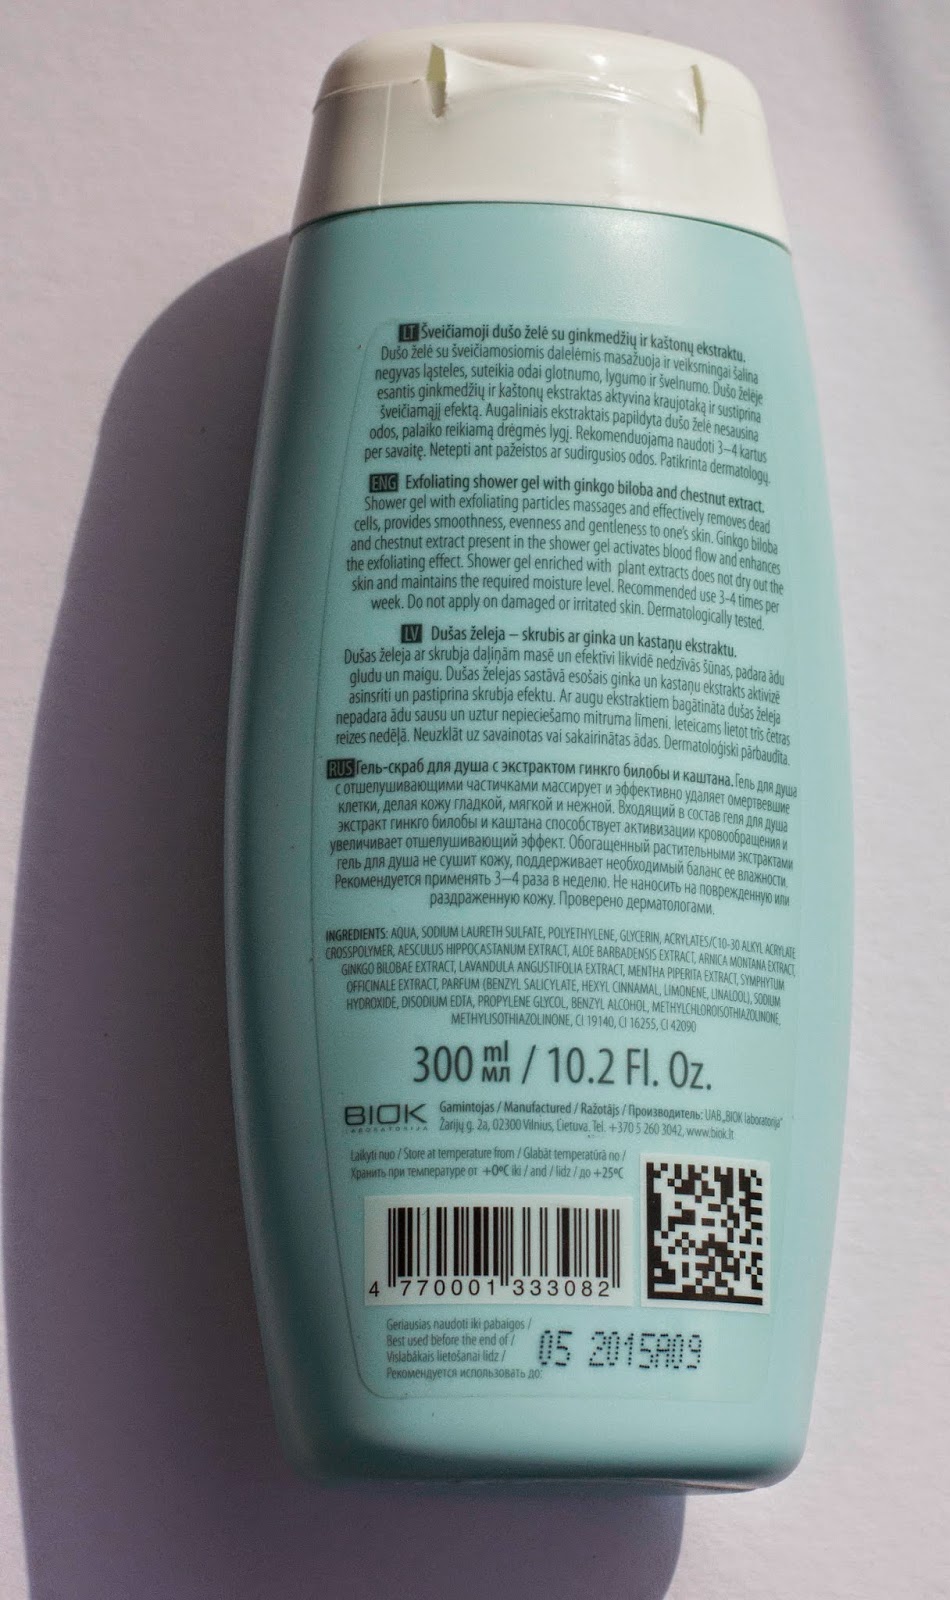 LT Šveičiamoji dušo želė su ginkmedžių ir kaštonų ekstraktu.
Dušo želė su šveičiamosiomis dalelėmis masažuoja ir veiksmingai šalina
negyvas ląsteles, suteikia odai glotnumo, lygumo ir švelnumo. Dušo želėje
esantis ginkmedžių ir kaštonų ekstraktas aktyvina kraujotaką ir sustiprina
šveičiamąjį efektą. Augaliniais ekstraktais papildyta dušo želė nesausina
odos, palaiko reikiamą drėgmės lygį. Rekomenduojama naudoti 3–4 kartus
per savaitę. Netepti ant pažeistos ar sudirgusios odos. Patikrinta dermatologų.
ENG Exfoliating shower gel with ginkgo biloba and chestnut extract.
Shower gel with exfoliating particles massages and effectively removes dead
cells, provides smoothness, evenness and gentleness to one's skin. Ginkgo biloba
and chestnut extract present in the shower gel activates blood flow and enhances
the exfoliating effect. Shower gel enriched with plant extracts does not dry out the
skin and maintains the required moisture level. Recommended use 3-4 times per
week. Do not apply on damaged or irritated skin. Dermatologically tested.
LV Dušas želeja – skrubis ar ginka un kastaņu ekstraktu.
Dušas želeja ar skrubja daļiņām masē un efektīvi likvidē nedzīvās šūnas, padara ādu
gludu un maigu. Dušas želejas sastāvā esošais ginka un kastaņu ekstrakts aktivizē
asinsriti un pastiprina skrubja efektu. Ar augu ekstraktiem bagātināta dušas želeja
nepadara ādu sausu un uztur nepieciešamo mitruma līmeni. Ieteicams lietot trīs četras
reizes nedēļā. Neuzklāt uz savainotas vai sakairinātas ādas. Dermatoloģiski pārbaudīta.
RUS Гель-скраб для душа с экстрактом гинкго билобы и каштана. Гель для душа
с отшелушивающими частичками массирует и эффективно удаляет омертвевшие
клетки, делая кожу гладкой, мягкой и нежной. Входящий в состав геля для душа
экстракт гинкго билобы и каштана способствует активизации кровообращения и
увеличивает отшелушивающий эффект. Обогащенный растительными экстрактами
гель для душа не сушит кожу, поддерживает необходимый баланс ее влажности.
Рекомендуется применять 3–4 раза в неделю. Не наносить на поврежденную или
раздраженную кожу. Проверено дерматологами.
INGREDIENTS: AQUA, SODIUM LAURETH SULFATE, POLYETHYLENE, GLYCERIN, ACRYLATES/C10-30 ALKYL ACRYLATE
CROSSPOLYMER, AESCULUS HIPPOCASTANUM EXTRACT, ALOE BARBADENSIS EXTRACT, ARNICA MONTANA EXTRACT,
GINKGO BILOBAE EXTRACT, LAVANDULA ANGUSTIFOLIA EXTRACT, MENTHA PIPERITA EXTRACT, SYMPHYTUM
OFFICINALE EXTRACT, PARFUM (BENZYL SALICYLATE, HEXYL CINNAMAL, LIMONENE, LINALOOL), SODIUM
HYDROXIDE, DISODIUM EDTA, PROPYLENE GLYCOL, BENZYL ALCOHOL, METHYLCHLOROISOTHIAZOLINONE,
METHYLISOTHIAZOLINONE, CI 19140, CI 16255, CI 42090
300 ml МЛ / 10.2 Fl. Oz.
BIOK LABORATORIJA
Gamintojas / Manufactured / Ražotājs / Производитель: UAB „BIOK laboratorija"
Žarijų g. 2a, 02300 Vilnius, Lietuva. Tel. +370 5 260 3042, www.biok.lt
Laikyti nuo / Store at temperature from / Glabāt temperatūrā no /
Хранить при температуре от +0ºC iki / and / līdz / до +25ºC
4 770001 333082
Geriausias naudoti iki pabaigos /
Best used before the end of /
Vislabākais lietošanai līdz /
Рекомендуется использовать до:
05 2015A09